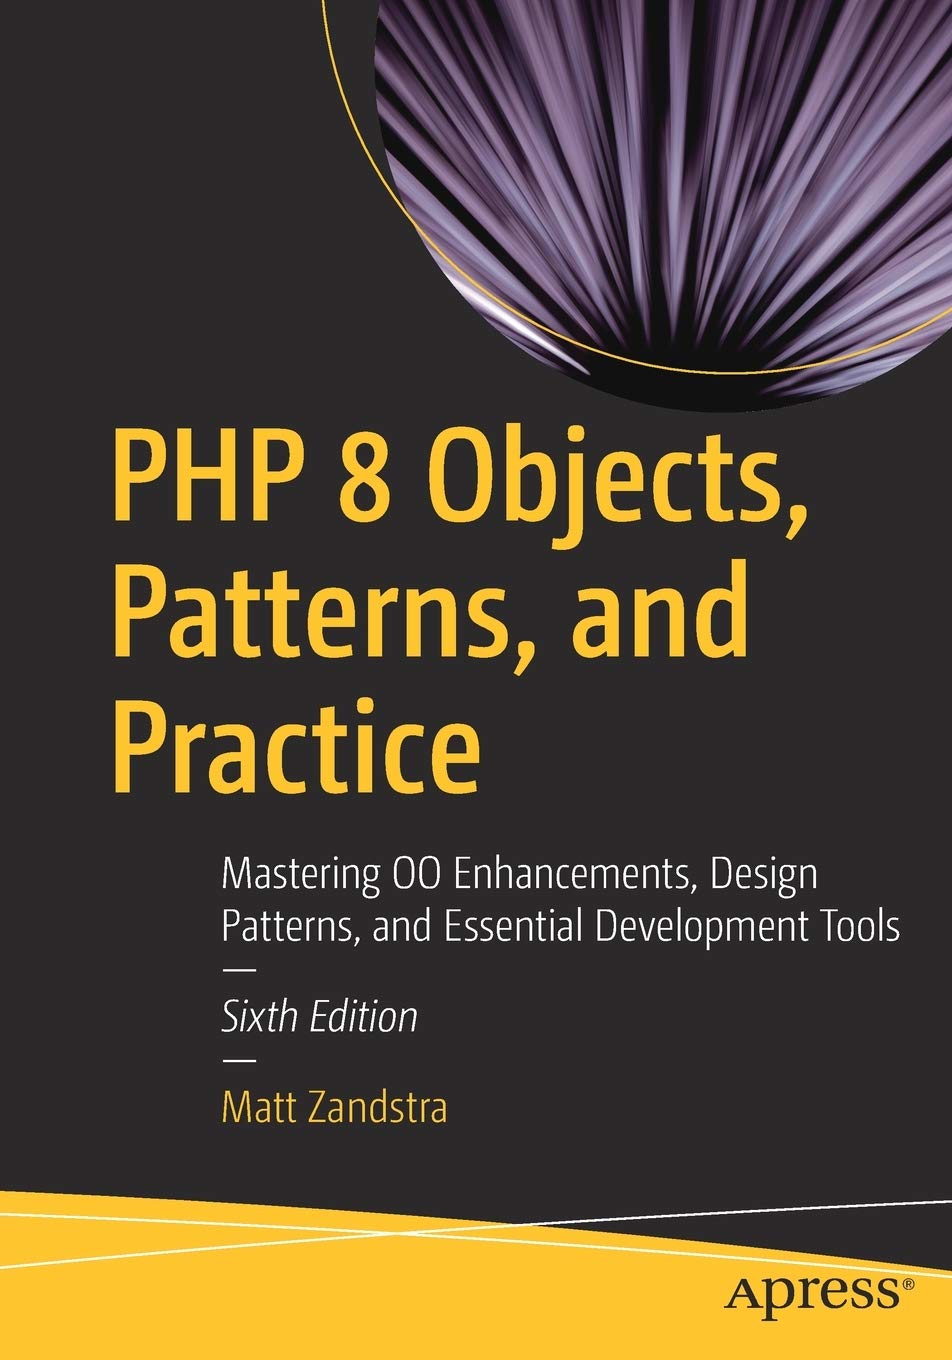 PHP 8 Objects,
Patterns, and
Practice
Mastering OO Enhancements, Design
Patterns, and Essential Development Tools
—
Sixth Edition
—
Matt Zandstra
Apress®